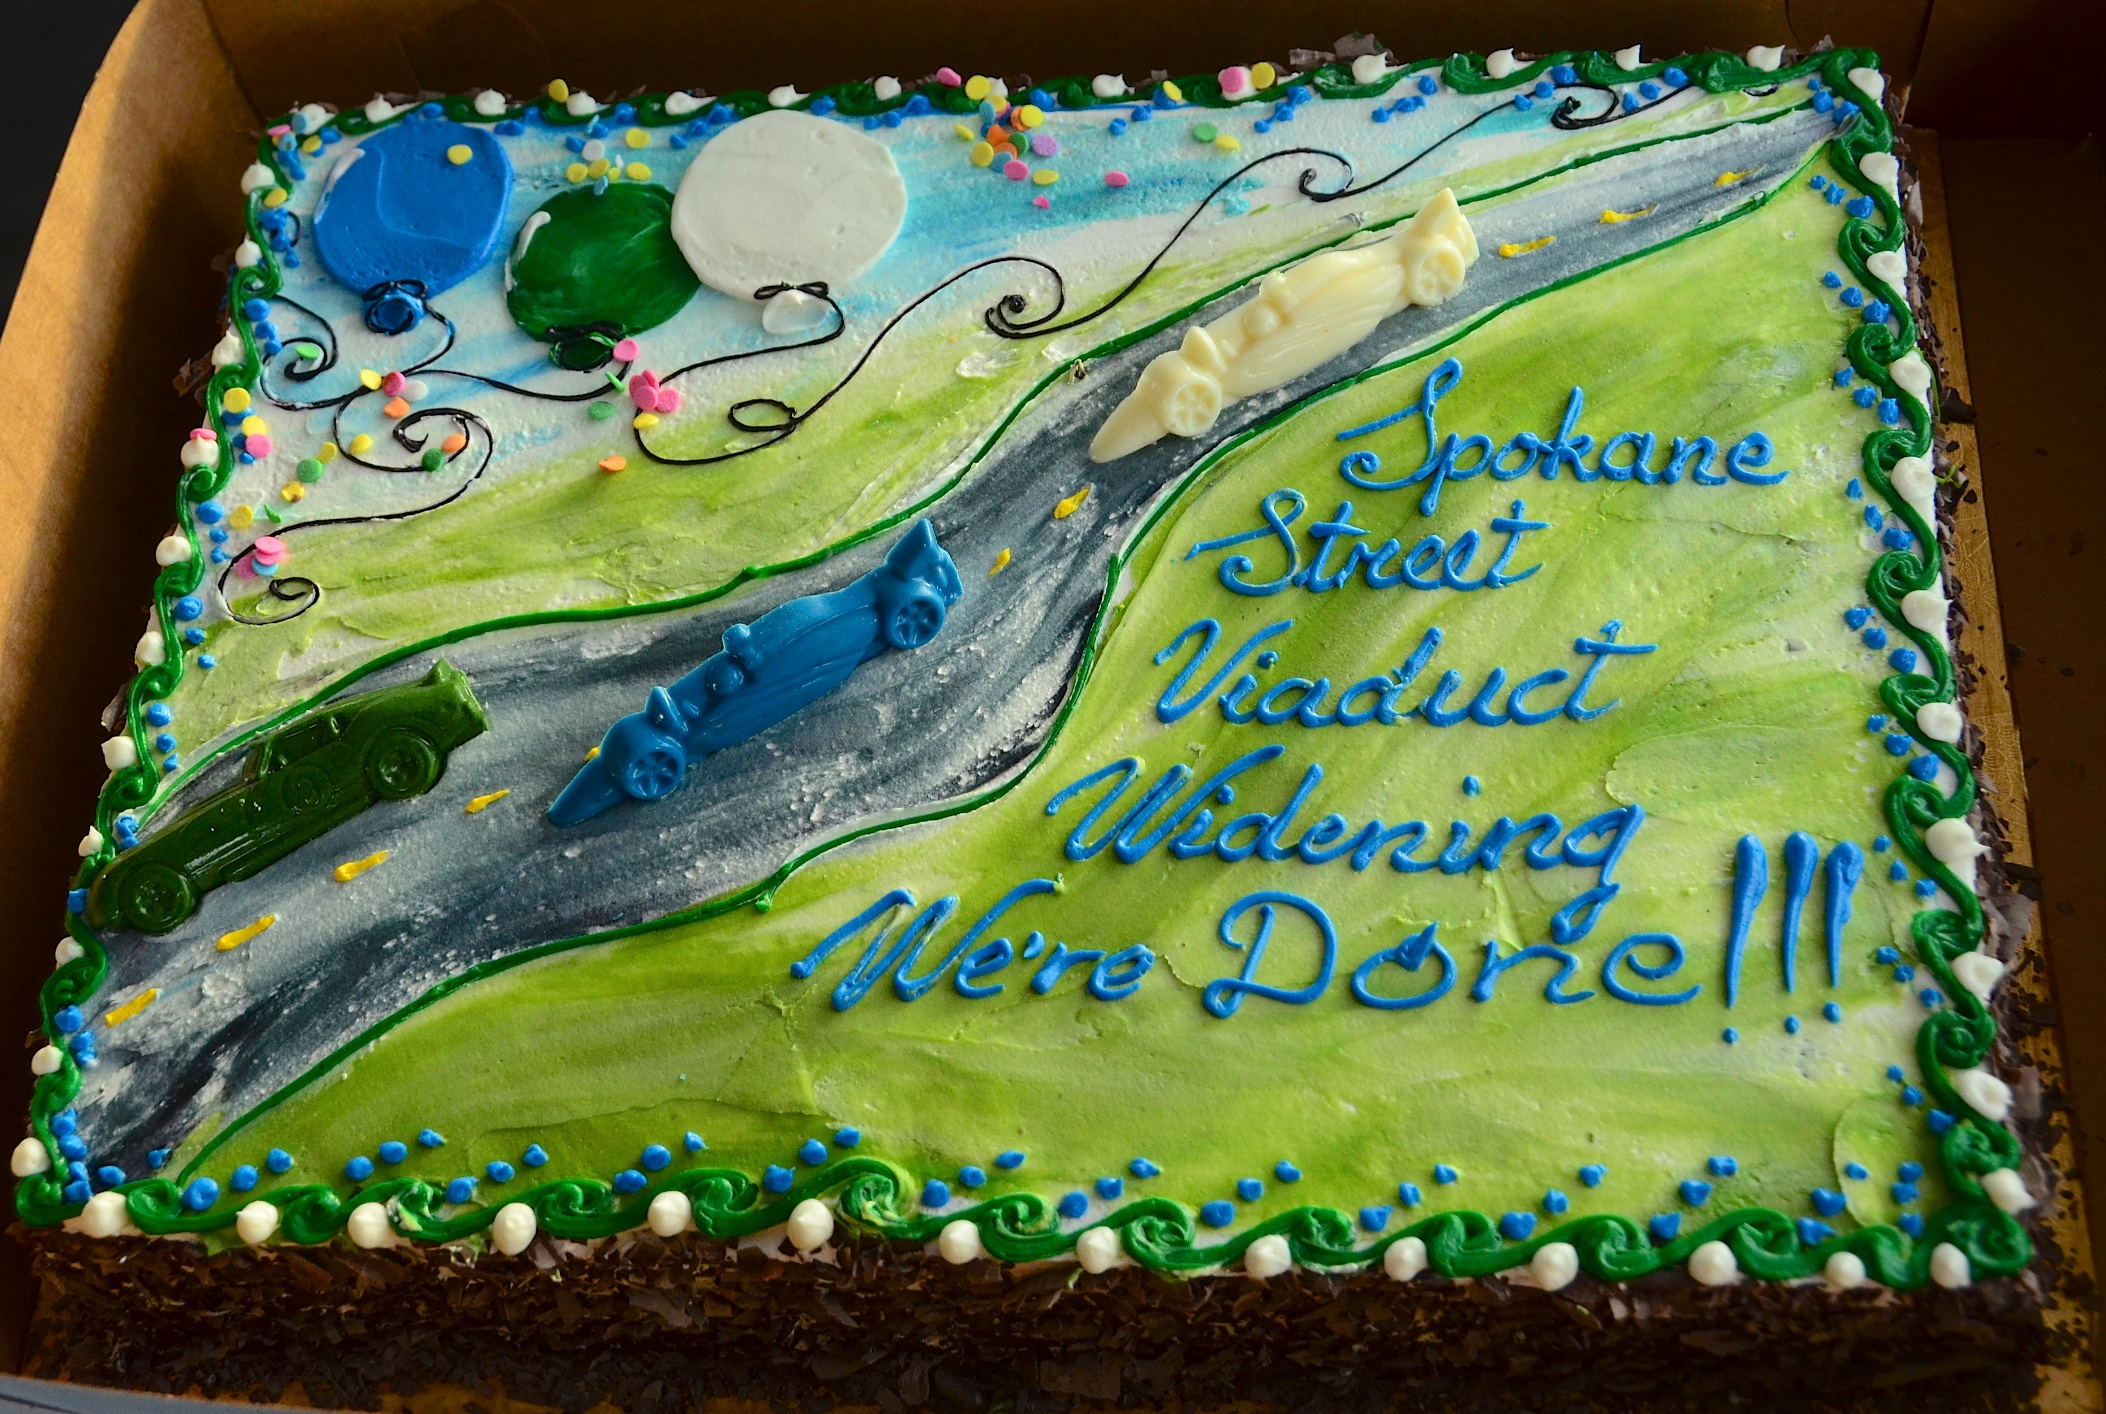 Spokane
Street
Viaduct
Widening
We're Done!!!